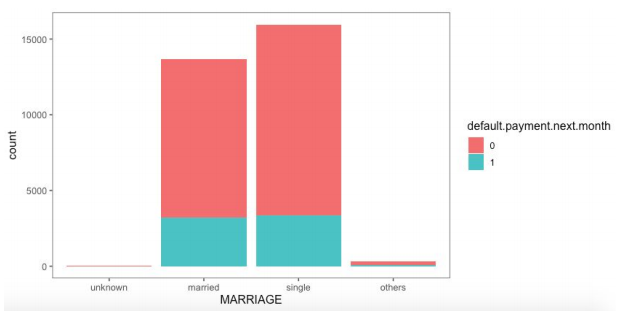 15000
10000
5000
0
count
unknown married single others
MARRIAGE
default.payment.next.month
0
1